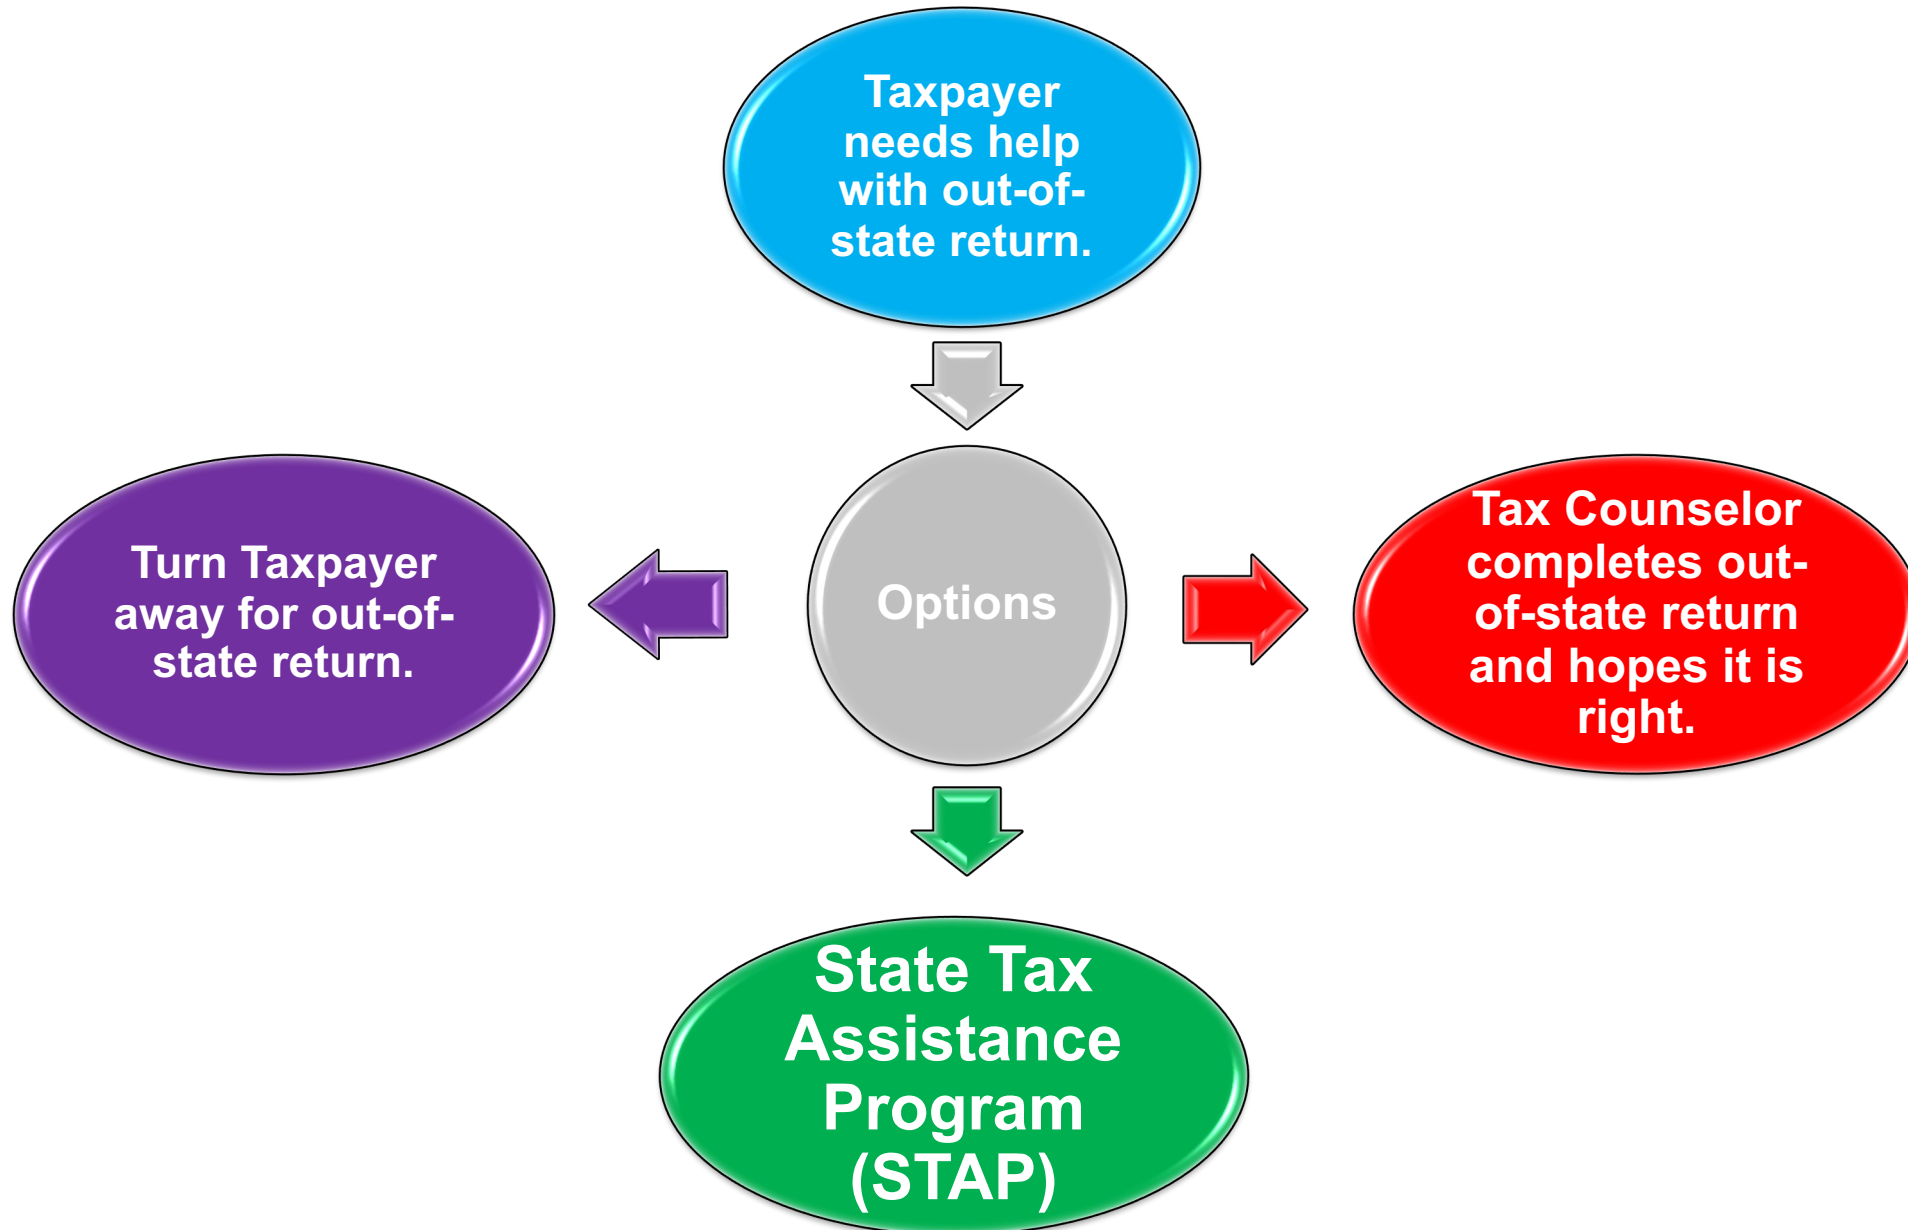 Taxpayer
needs help
with out-of-
state return.
Turn Taxpayer
away for out-of-
state return.
Options
Tax Counselor
completes out-
of-state return
and hopes it is
right.
State Tax
Assistance
Program
(STAP)